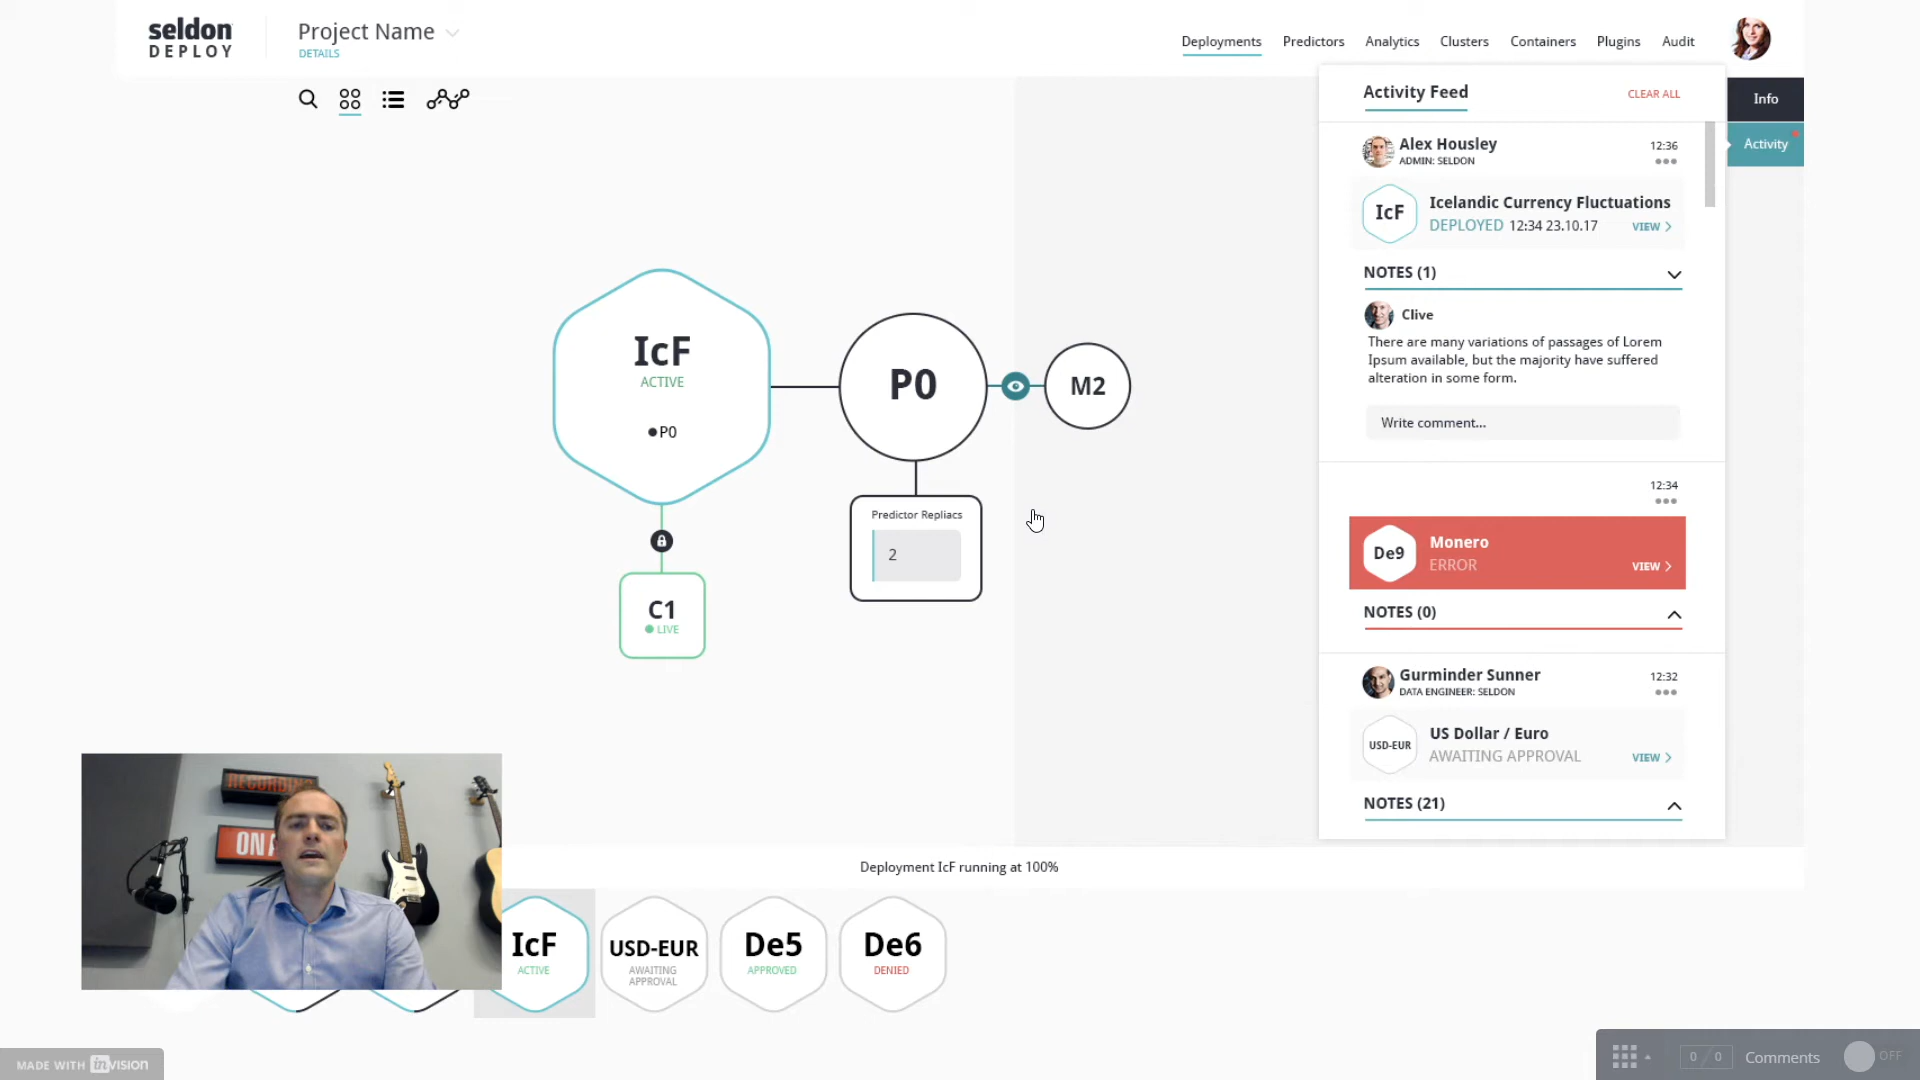 seldon
DEPLOY
Project Name
DETAILS
Deployments
Predictors
Analytics
Clusters
Containers
Plugins
Audit
Info
Activity
Activity Feed
CLEAR ALL
Alex Housley
12:36
ADMIN: SELDON
IcF
Icelandic Currency Fluctuations
DEPLOYED 12:34 23.10.17
VIEW
NOTES (1)
Clive
There are many variations of passages of Lorem
Ipsum available, but the majority have suffered
alteration in some form.
Write comment...
12:34
De9
Monero
ERROR
VIEW
NOTES (0)
Gurminder Sunner
12:32
DATA ENGINEER: SELDON
USD-EUR
US Dollar / Euro
AWAITING APPROVAL
VIEW
NOTES (21)
IcF
ACTIVE
P0
P0
M2
Predictor Repliacs
2
C1
LIVE
RECORDING
ON A
Deployment IcF running at 100%
IcF
ACTIVE
USD-EUR
AWAITING
APPROVAL
De5
APPROVED
De6
DENIED
MADE WITH invision
0 / 0
Comments
OFF